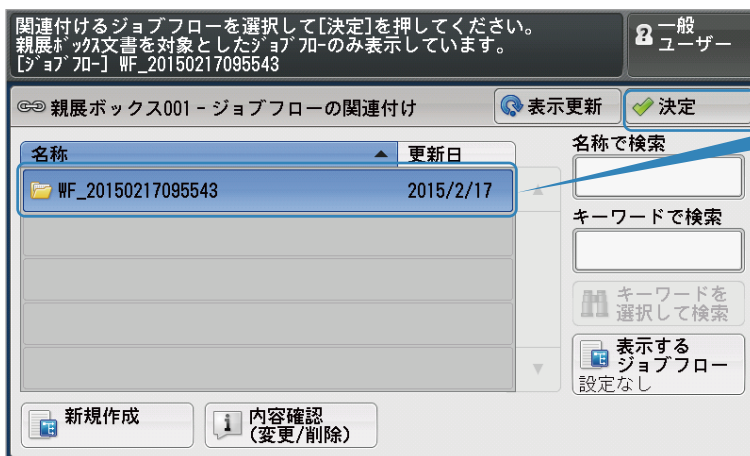 関連付けるジョブフローを選択して[決定]を押してください。
親展ﾎﾞｯｸｽ文書を対象としたｼﾞｮﾌﾞﾌﾛｰのみ表示しています。
[ｼﾞｮﾌﾞﾌﾛｰ] WF_20150217095543
一般
ユーザー
親展ボックス001 - ジョブフローの関連付け
表示更新
決定
名称
更新日
WF_20150217095543
2015/2/17
名称で検索
キーワードで検索
キーワードを
選択して検索
表示する
ジョブフロー
設定なし
新規作成
内容確認
(変更/削除)